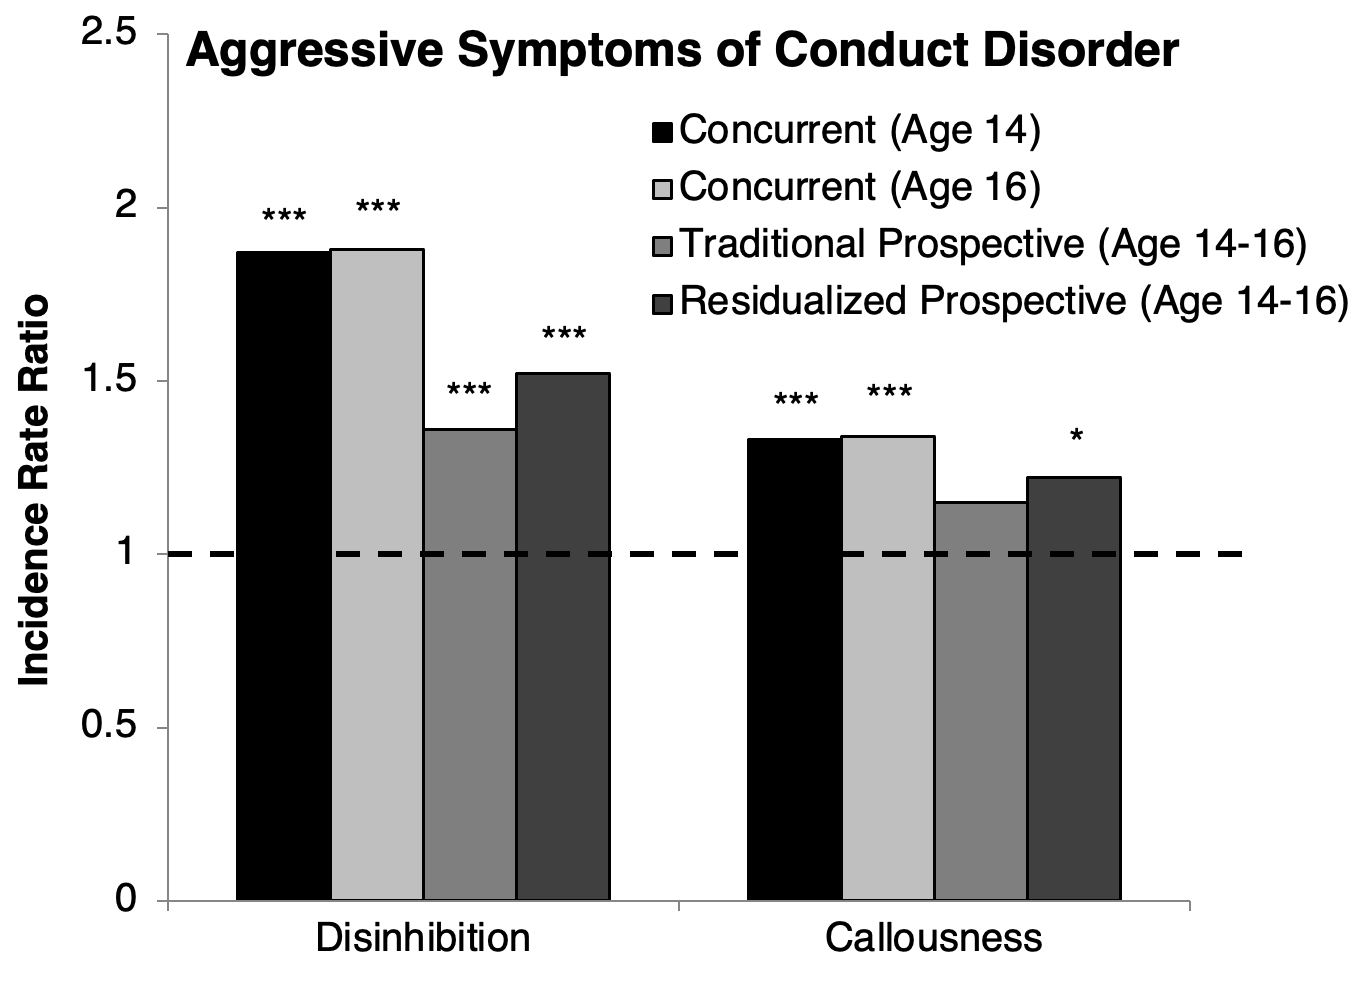 Aggressive Symptoms of Conduct Disorder
2.5
2
1.5
1
0.5
0
Incidence Rate Ratio
Concurrent (Age 14)
Concurrent (Age 16)
Traditional Prospective (Age 14-16)
Residualized Prospective (Age 14-16)
*** *** *** ***
*** *** *
Disinhibition
Callousness